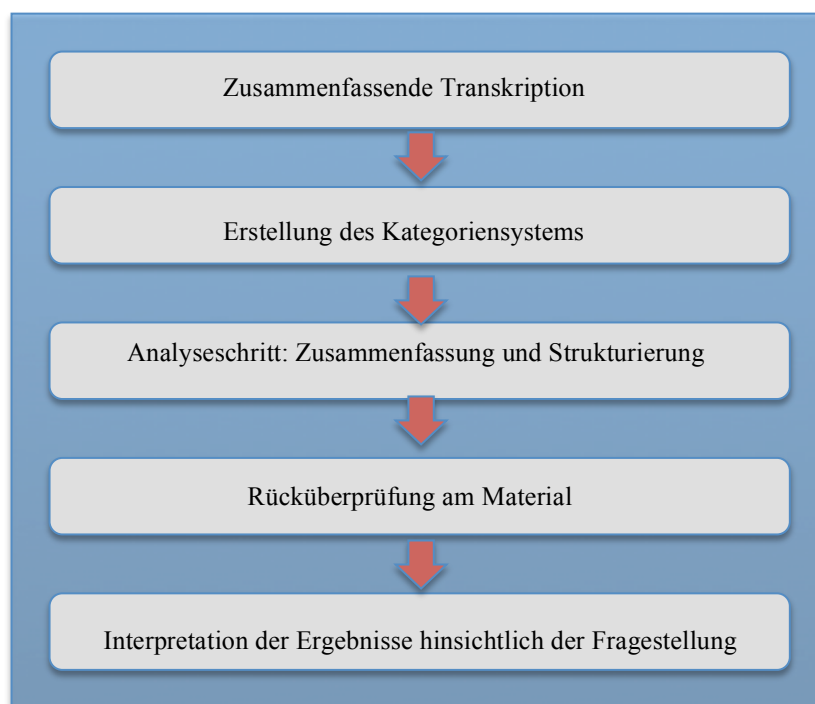 Zusammenfassende Transkription
Erstellung des Kategoriensystems
Analyseschritt: Zusammenfassung und Strukturierung
Rücküberprüfung am Material
Interpretation der Ergebnisse hinsichtlich der Fragestellung